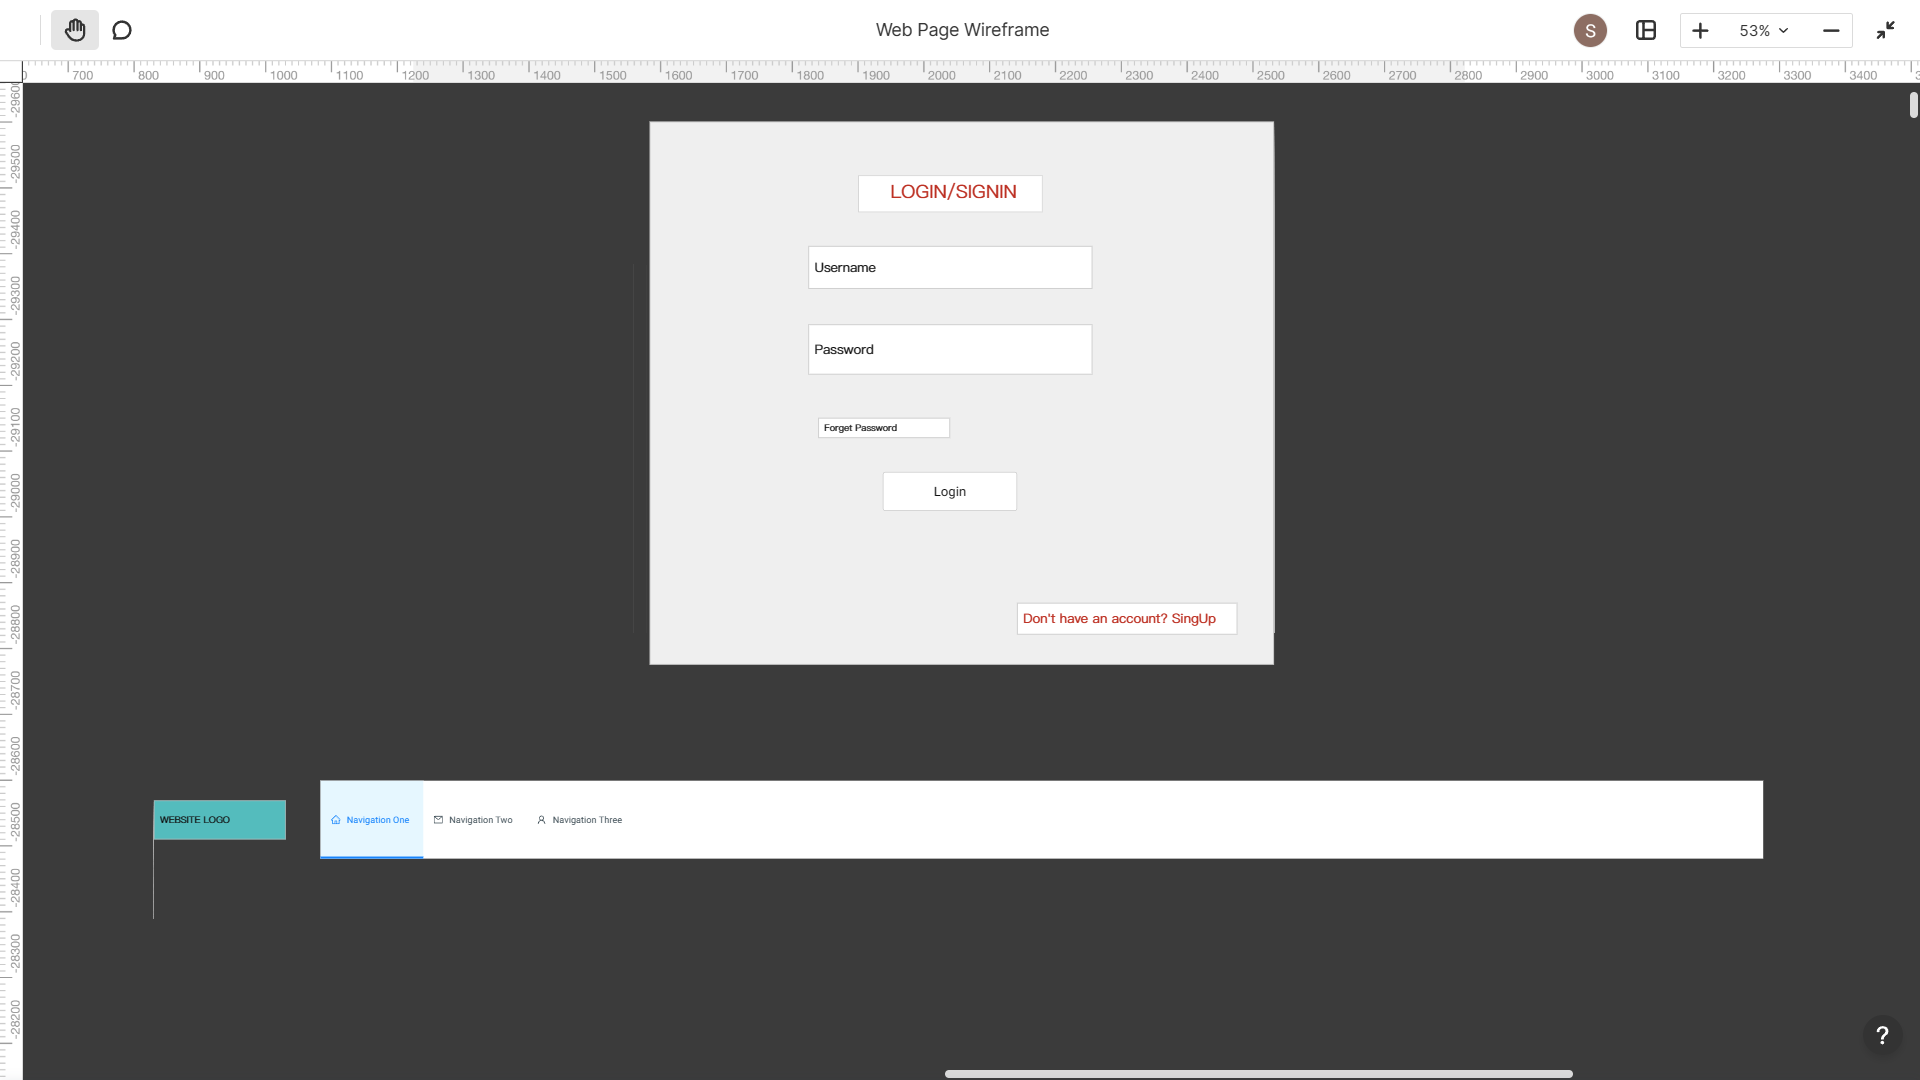 Web Page Wireframe
S
53%
700 800 900 1000 1100 1200 1300 1400 1500 1600 1700 1800 1900 2000 2100 2200 2300 2400 2500 2600 2700 2800 2900 3000 3100 3200 3300 3400
-29600
-29500
-29400
-29300
-29200
-29100
-29000
-28900
-28800
-28700
-28600
-28500
-28400
-28300
-28200
LOGIN/SIGNIN
Username
Password
Forget Password
Login
Don't have an account? SingUp
WEBSITE LOGO
Navigation One
Navigation Two
Navigation Three
?